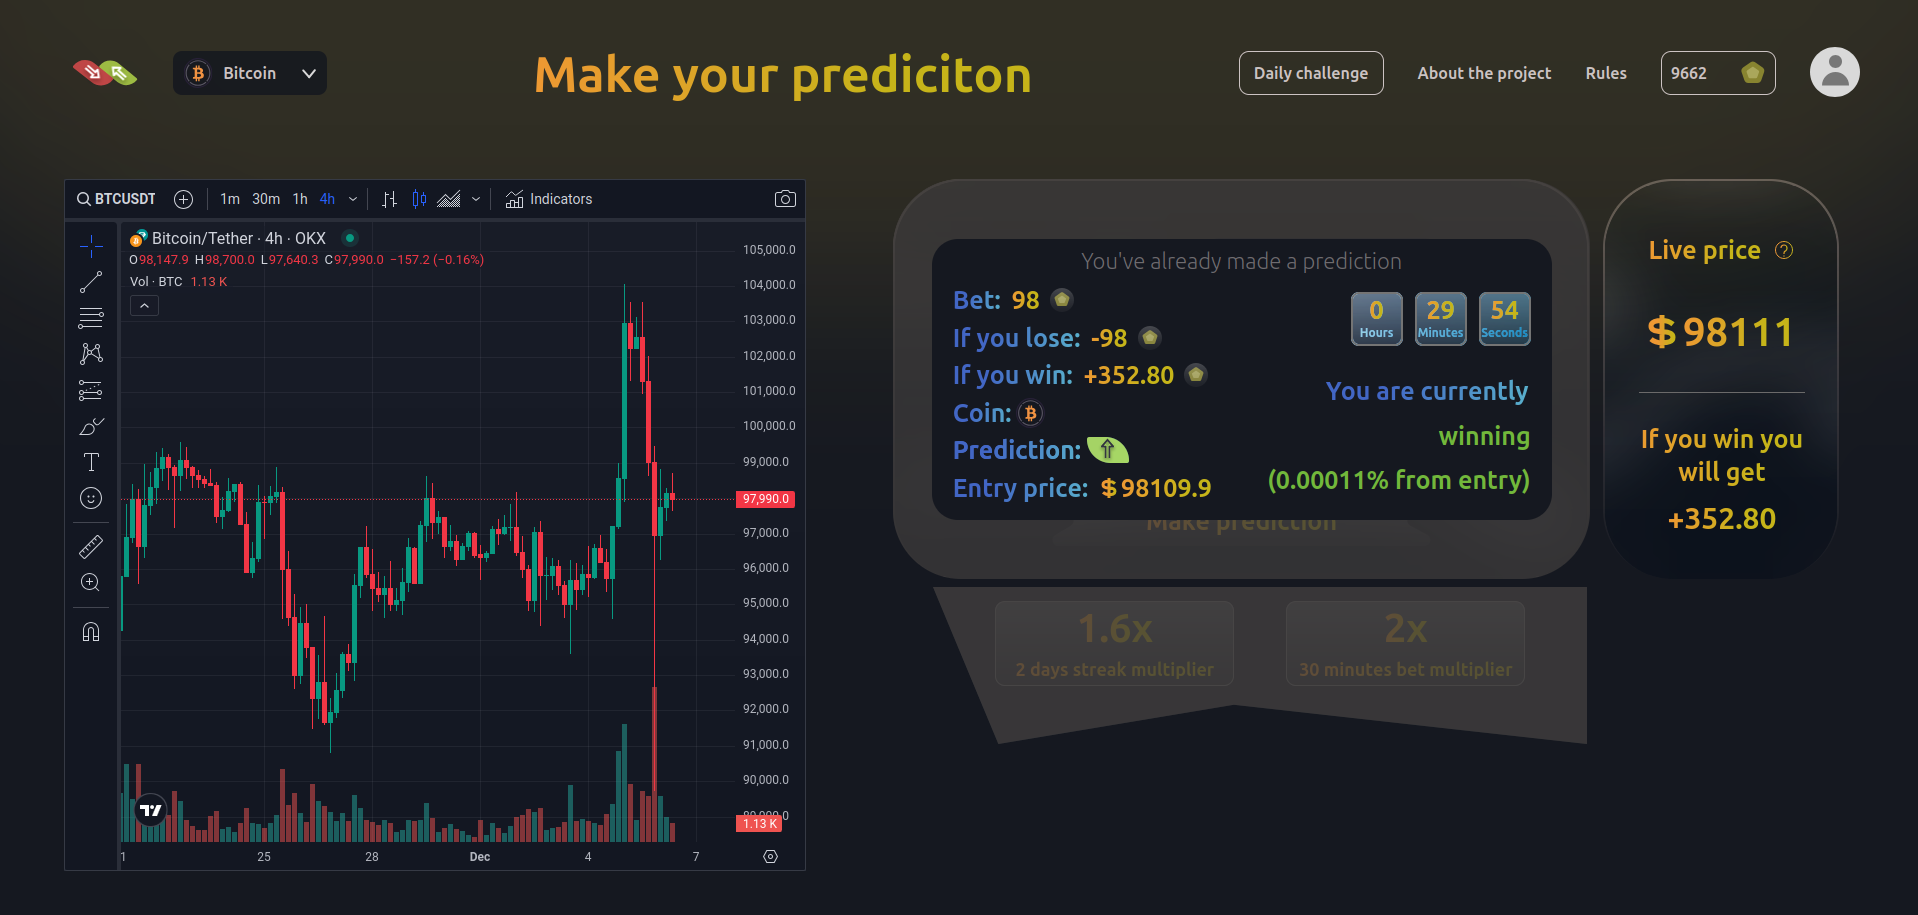 Bitcoin
Make your prediciton
Daily challenge
About the project
Rules
9662
BTCUSDT
1m 30m 1h 4h
Indicators
Bitcoin/Tether · 4h · OKX
O98,147.9 H98,700.0 L97,640.3 C97,990.0 −157.2 (−0.16%)
Vol · BTC 1.13 K
105,000.0
104,000.0
103,000.0
102,000.0
101,000.0
100,000.0
99,000.0
97,990.0
97,000.0
96,000.0
95,000.0
94,000.0
93,000.0
92,000.0
91,000.0
90,000.0
1.13 K
1 25 28 Dec 4 7
You've already made a prediction
Bet: 98
If you lose: -98
If you win: +352.80
Coin:
Prediction:
Entry price: $98109.9
0 Hours
29 Minutes
54 Seconds
You are currently
winning
(0.00011% from entry)
Make prediction
1.6x
2 days streak multiplier
2x
30 minutes bet multiplier
Live price ?
$98111
If you win you
will get
+352.80